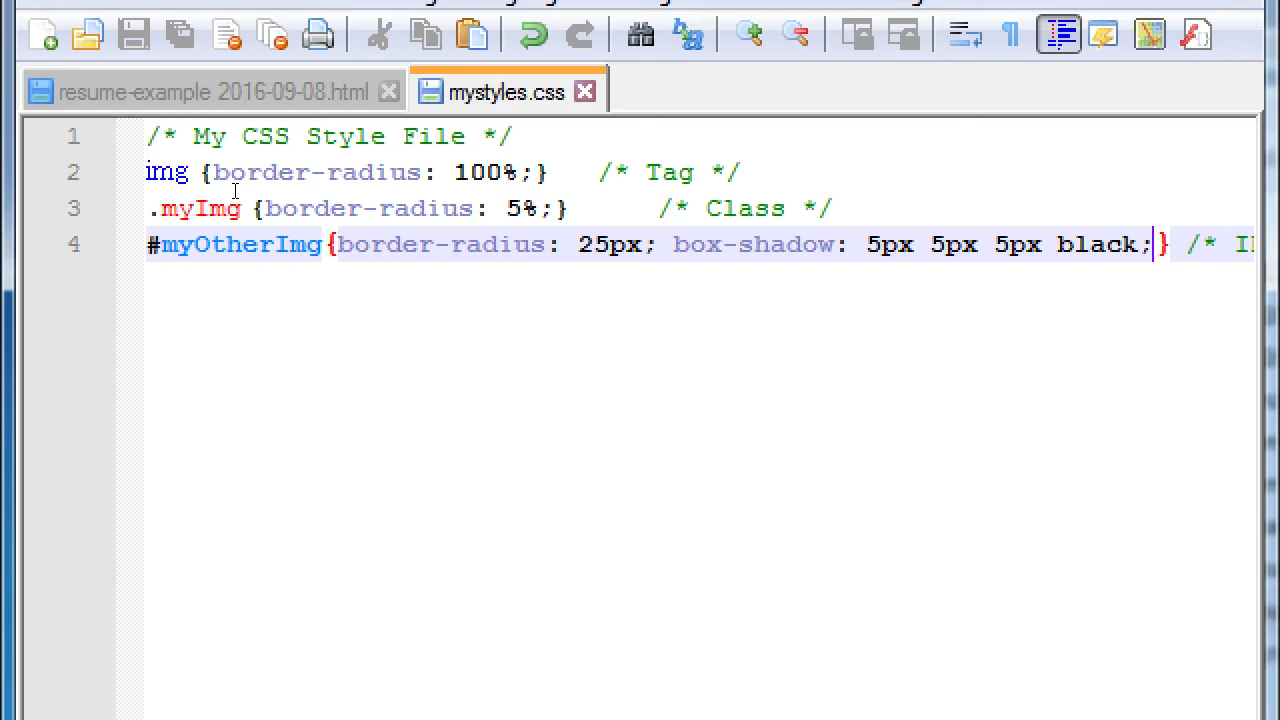 resume-example 2016-09-08.html
mystyles.css
1 /* My CSS Style File */
2 img {border-radius: 100%;} /* Tag */
3 .myImg {border-radius: 5%;} /* Class */
4 #myOtherImg{border-radius: 25px; box-shadow: 5px 5px 5px black;} /* I